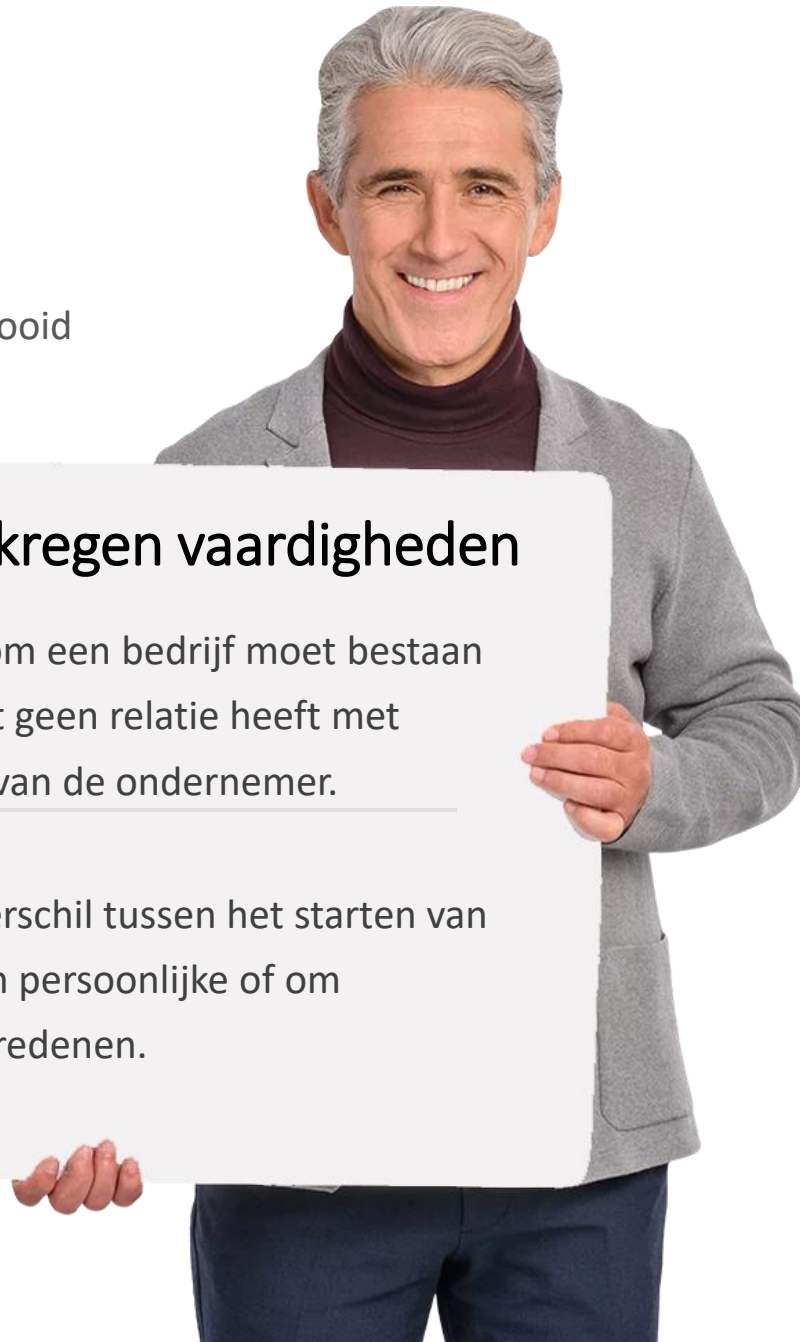 ooid
kregen vaardigheden
om een bedrijf moet bestaan
t geen relatie heeft met
van de ondernemer.
erschil tussen het starten van
n persoonlijke of om
redenen.